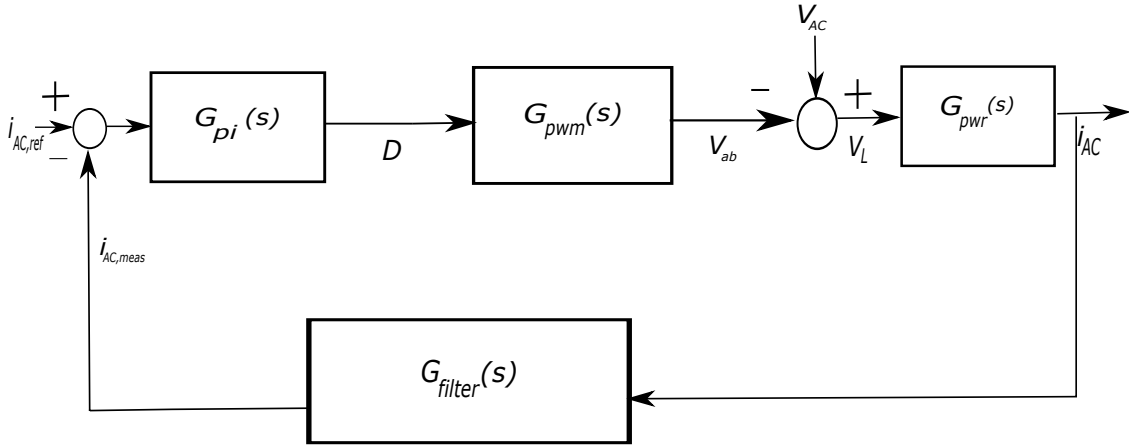 V_AC
+ − +
G_pi(s) G_pwm(s) G_pwr(s)
i_AC,ref
− D V_ab V_L i_AC
i_AC,meas
G_filter(s)